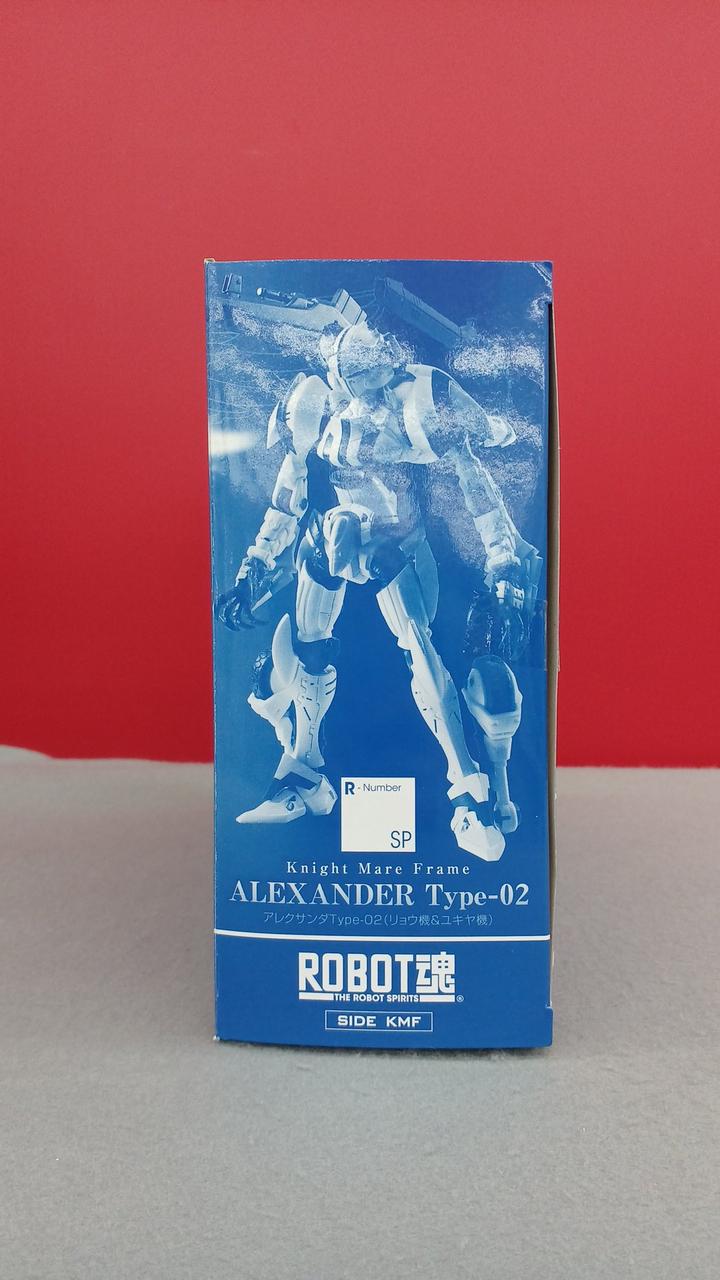 R - Number
SP
Knight Mare Frame
ALEXANDER Type-02
アレクサンダType-02(リョウ機&ユキヤ機)
ROBOT魂
THE ROBOT SPIRITS ®
SIDE KMF